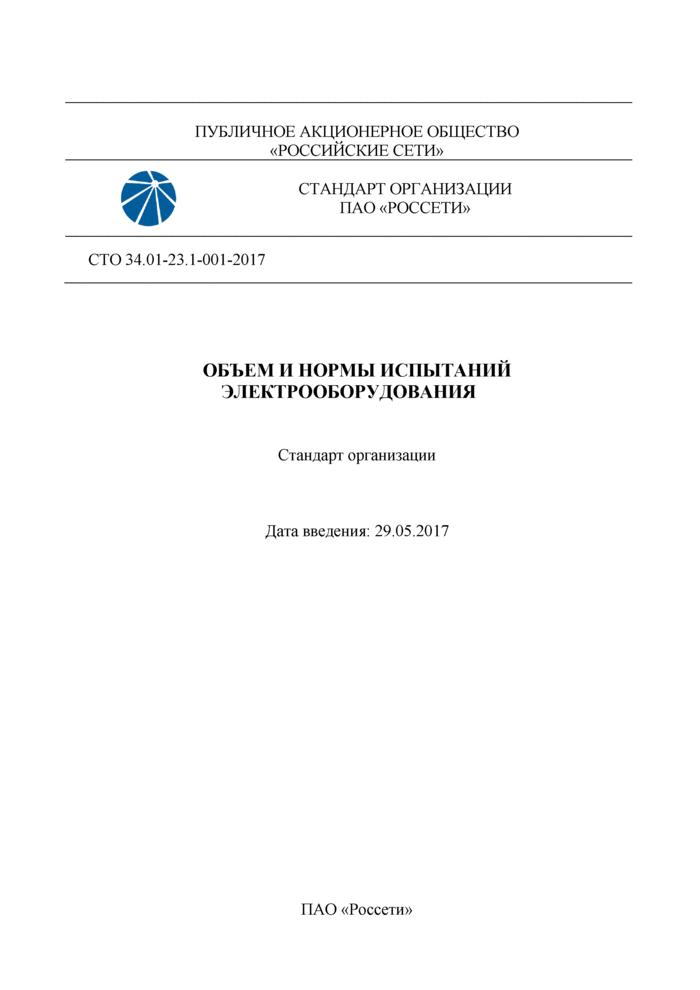 ПУБЛИЧНОЕ АКЦИОНЕРНОЕ ОБЩЕСТВО
«РОССИЙСКИЕ СЕТИ»
СТАНДАРТ ОРГАНИЗАЦИИ
ПАО «РОССЕТИ»
СТО 34.01-23.1-001-2017
ОБЪЕМ И НОРМЫ ИСПЫТАНИЙ
ЭЛЕКТРООБОРУДОВАНИЯ
Стандарт организации
Дата введения: 29.05.2017
ПАО «Россети»